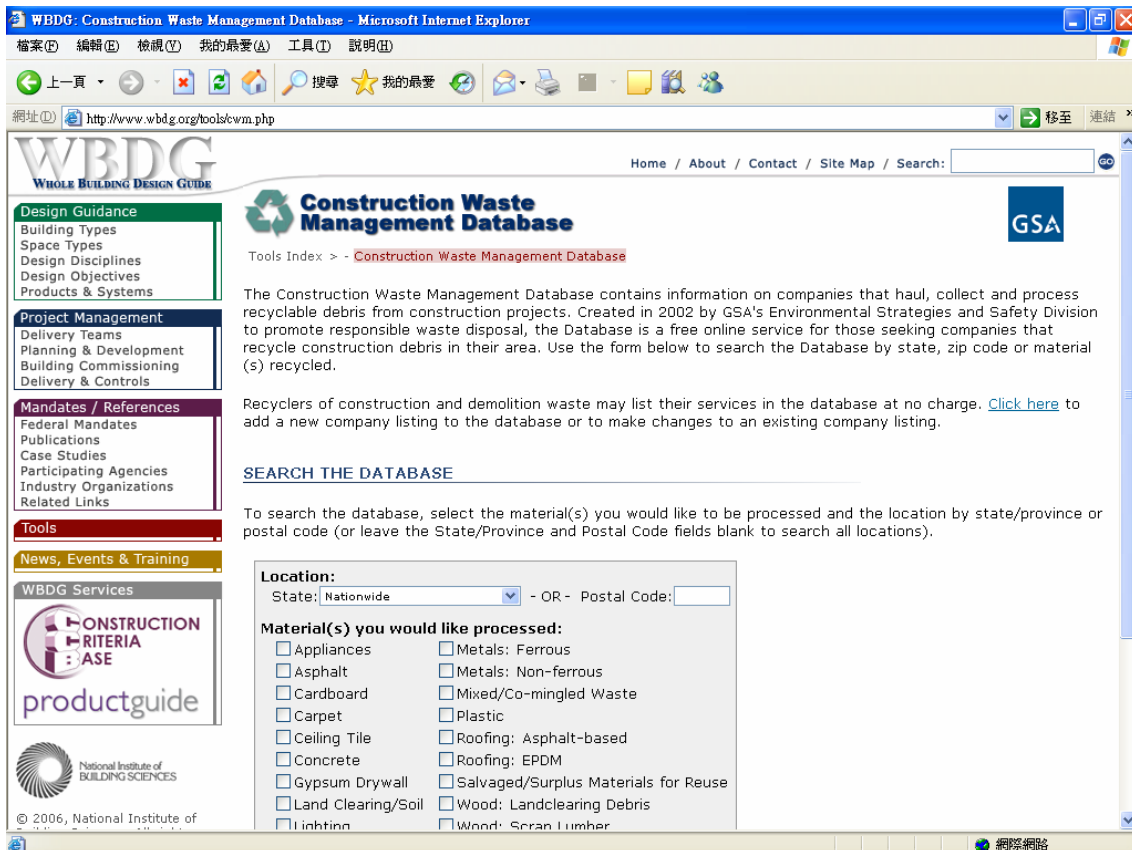 WBDG: Construction Waste Management Database - Microsoft Internet Explorer
檔案(F) 編輯(E) 檢視(V) 我的最愛(A) 工具(T) 說明(H)
上一頁 搜尋 我的最愛
網址(D) http://www.wbdg.org/tools/cwm.php 移至 連結 »
WBDG
WHOLE BUILDING DESIGN GUIDE
Home / About / Contact / Site Map / Search: GO
Design Guidance
Building Types
Space Types
Design Disciplines
Design Objectives
Products & Systems
Project Management
Delivery Teams
Planning & Development
Building Commissioning
Delivery & Controls
Mandates / References
Federal Mandates
Publications
Case Studies
Participating Agencies
Industry Organizations
Related Links
Tools
News, Events & Training
WBDG Services
CONSTRUCTION
CRITERIA
BASE
productguide
National Institute of
BUILDING SCIENCES
© 2006, National Institute of
Construction Waste
Management Database
GSA
Tools Index > - Construction Waste Management Database
The Construction Waste Management Database contains information on companies that haul, collect and process
recyclable debris from construction projects. Created in 2002 by GSA's Environmental Strategies and Safety Division
to promote responsible waste disposal, the Database is a free online service for those seeking companies that
recycle construction debris in their area. Use the form below to search the Database by state, zip code or material
(s) recycled.
Recyclers of construction and demolition waste may list their services in the database at no charge. Click here to
add a new company listing to the database or to make changes to an existing company listing.
SEARCH THE DATABASE
To search the database, select the material(s) you would like to be processed and the location by state/province or
postal code (or leave the State/Province and Postal Code fields blank to search all locations).
Location:
State: Nationwide - OR - Postal Code:
Material(s) you would like processed:
Appliances Metals: Ferrous
Asphalt Metals: Non-ferrous
Cardboard Mixed/Co-mingled Waste
Carpet Plastic
Ceiling Tile Roofing: Asphalt-based
Concrete Roofing: EPDM
Gypsum Drywall Salvaged/Surplus Materials for Reuse
Land Clearing/Soil Wood: Landclearing Debris
Lighting Wood: Scrap Lumber
網際網路